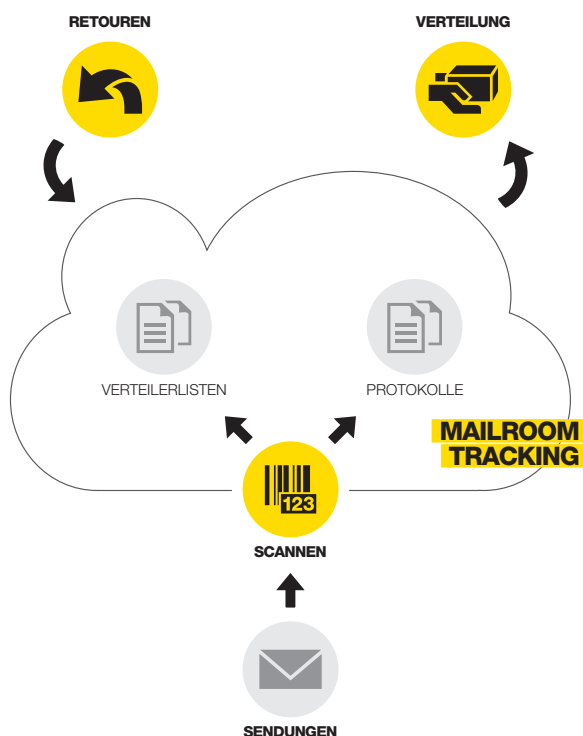 RETOUREN
VERTEILUNG
VERTEILERLISTEN
PROTOKOLLE
MAILROOM
TRACKING
123
SCANNEN
SENDUNGEN